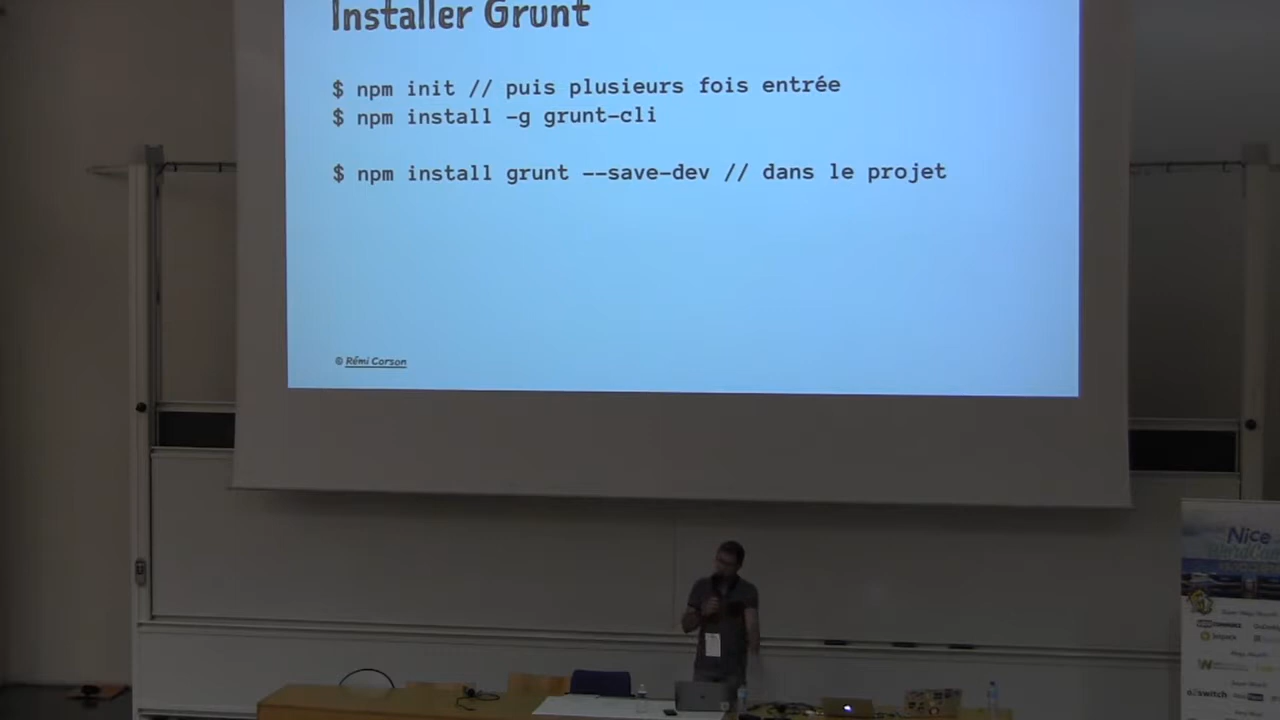 Installer Grunt
$ npm init // puis plusieurs fois entrée
$ npm install -g grunt-cli
$ npm install grunt --save-dev // dans le projet
© Rémi Corson
Nice
o2switch